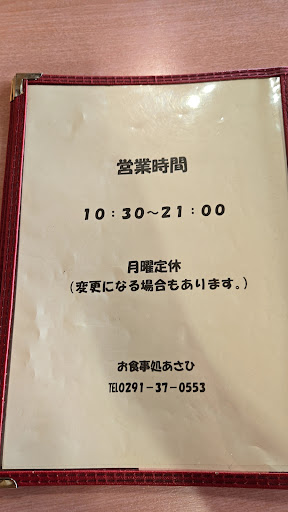 営業時間
10：30～21：00
月曜定休
（変更になる場合もあります。）
お食事処あさひ
℡0291－37－0553